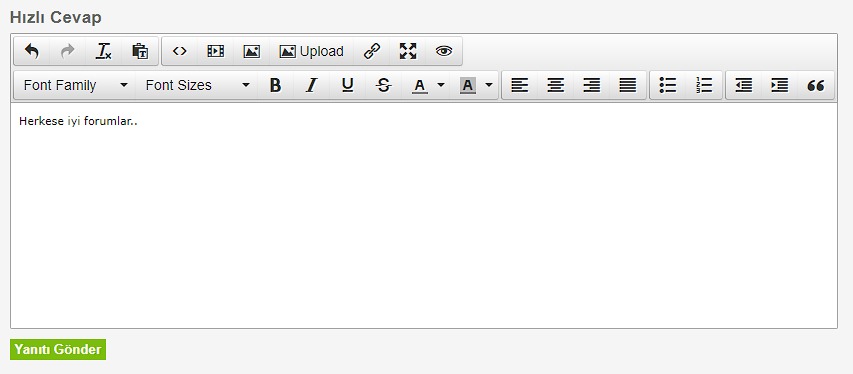 Hızlı Cevap
Upload
Font Family Font Sizes B I U S A A
Herkese iyi forumlar..
Yanıtı Gönder